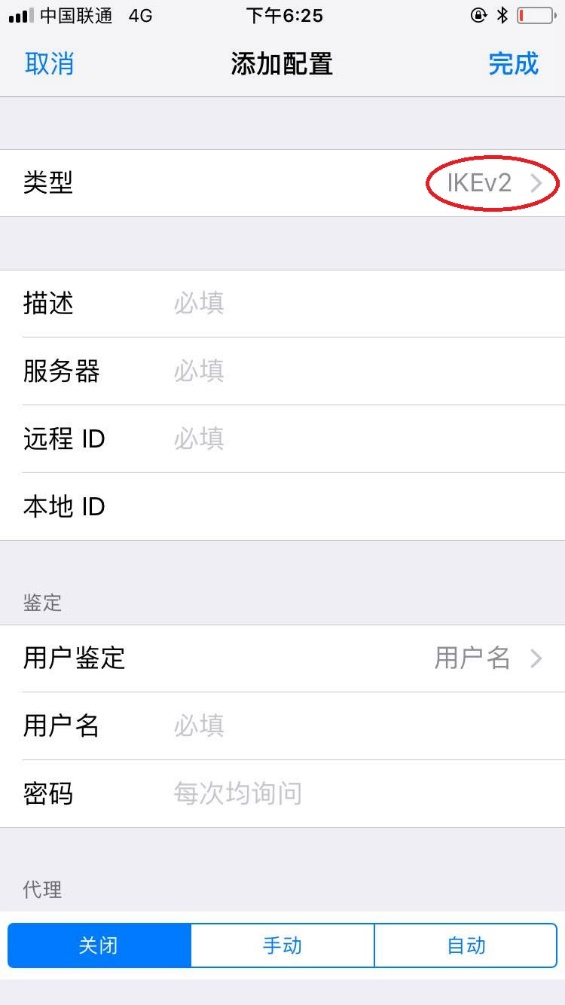 中国联通 4G 下午6:25
取消 添加配置 完成
类型 IKEv2
描述 必填
服务器 必填
远程 ID 必填
本地 ID
鉴定
用户鉴定 用户名
用户名 必填
密码 每次均询问
代理
关闭 手动 自动